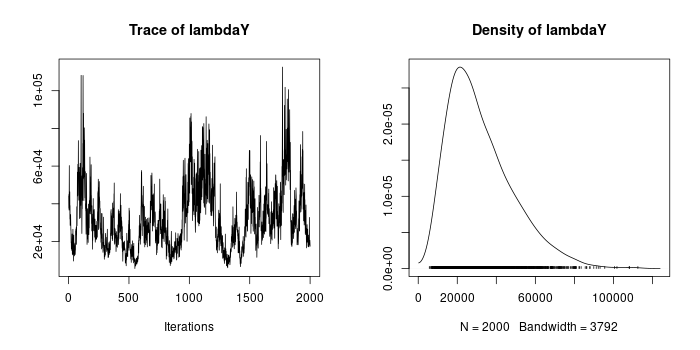 Trace of lambdaY
2e+04 6e+04 1e+05
0 500 1000 1500 2000
Iterations
Density of lambdaY
0.0e+00 1.0e-05 2.0e-05
0 20000 60000 100000
N = 2000 Bandwidth = 3792